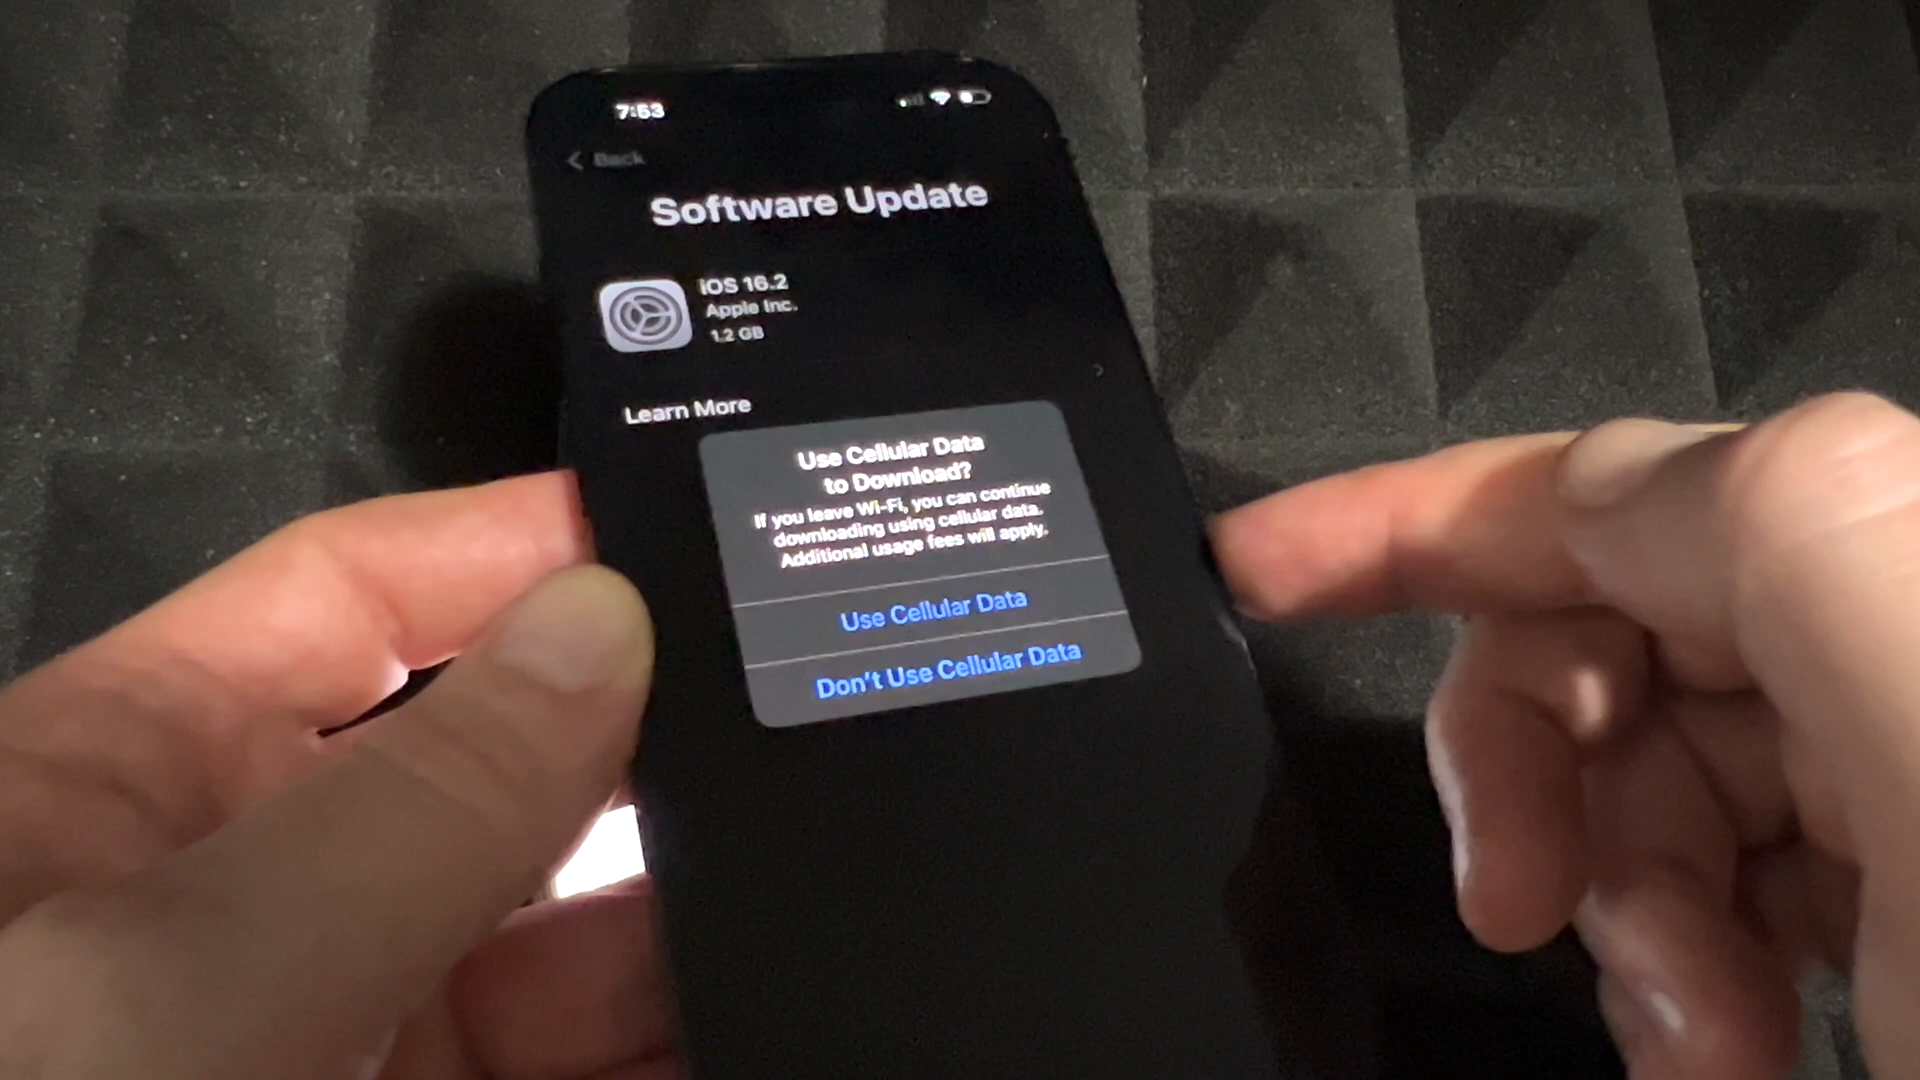 7:53
Back
Software Update
iOS 16.2
Apple Inc.
1.2 GB
Learn More
Use Cellular Data
to Download?
If you leave Wi-Fi, you can continue
downloading using cellular data.
Additional usage fees will apply.
Use Cellular Data
Don't Use Cellular Data